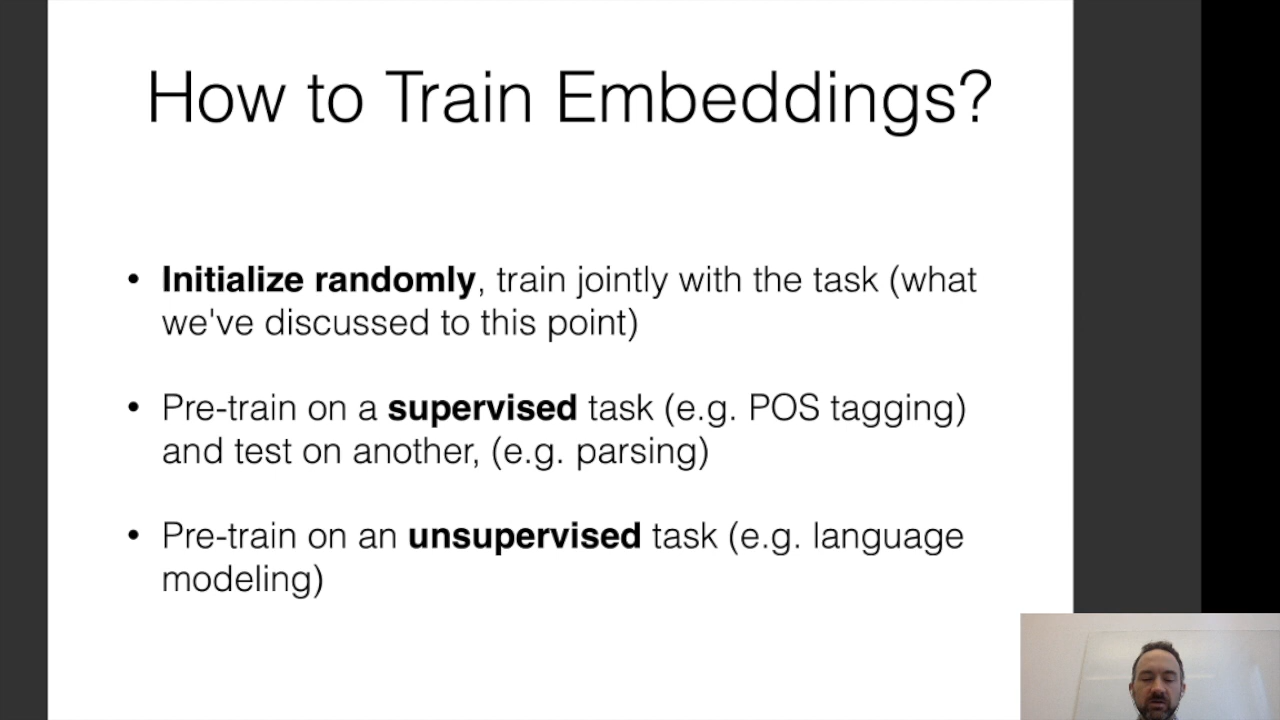 How to Train Embeddings?
• Initialize randomly, train jointly with the task (what
we've discussed to this point)
• Pre-train on a supervised task (e.g. POS tagging)
and test on another, (e.g. parsing)
• Pre-train on an unsupervised task (e.g. language
modeling)